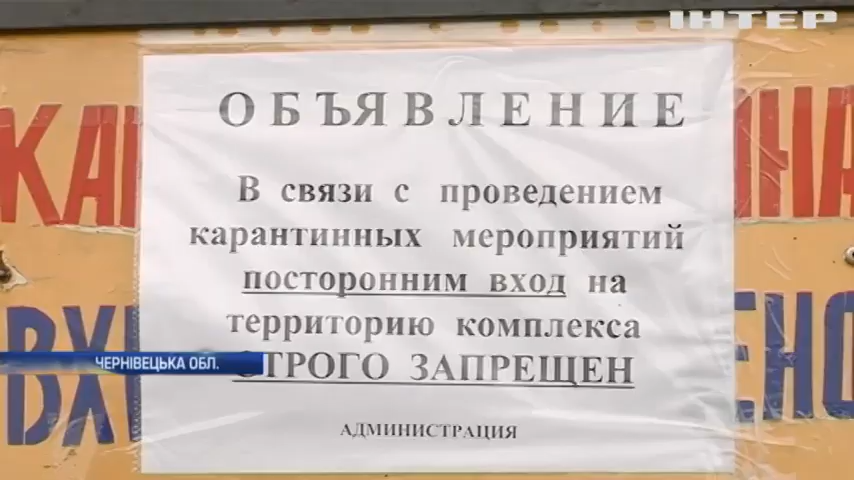 ІНТЕР
ОБЪЯВЛЕНИЕ
В связи с проведением
карантинных мероприятий
посторонним вход на
территорию комплекса
СТРОГО ЗАПРЕЩЕН
АДМИНИСТРАЦИЯ
ЧЕРНІВЕЦЬКА ОБЛ.